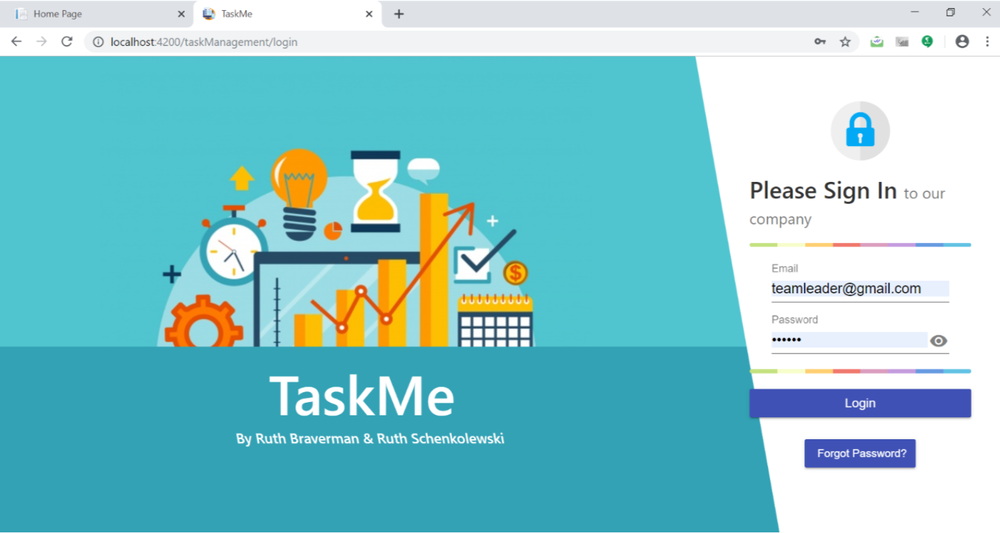 Home Page
TaskMe
localhost:4200/taskManagement/login
Please Sign In to our
company
Email
teamleader@gmail.com
Password
••••••
Login
Forgot Password?
TaskMe
By Ruth Braverman & Ruth Schenkolewski